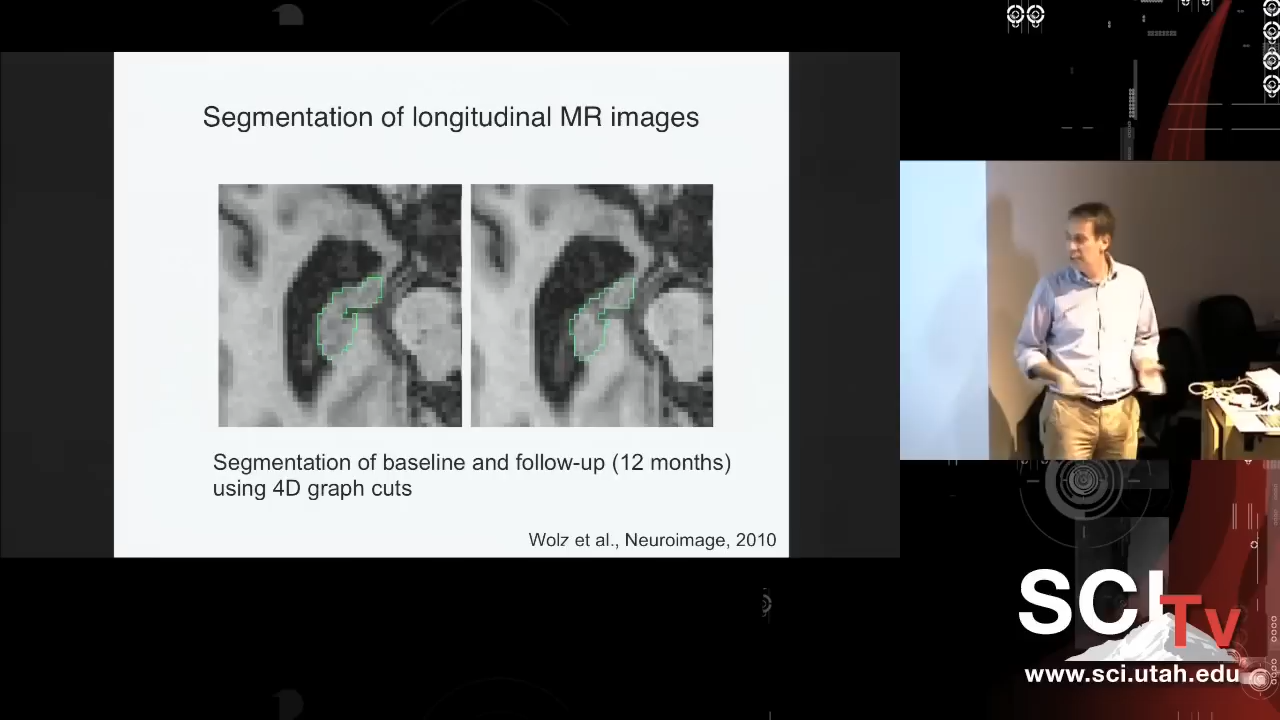 Segmentation of longitudinal MR images
Segmentation of baseline and follow-up (12 months)
using 4D graph cuts
Wolz et al., Neuroimage, 2010
SCI
TV
www.sci.utah.edu